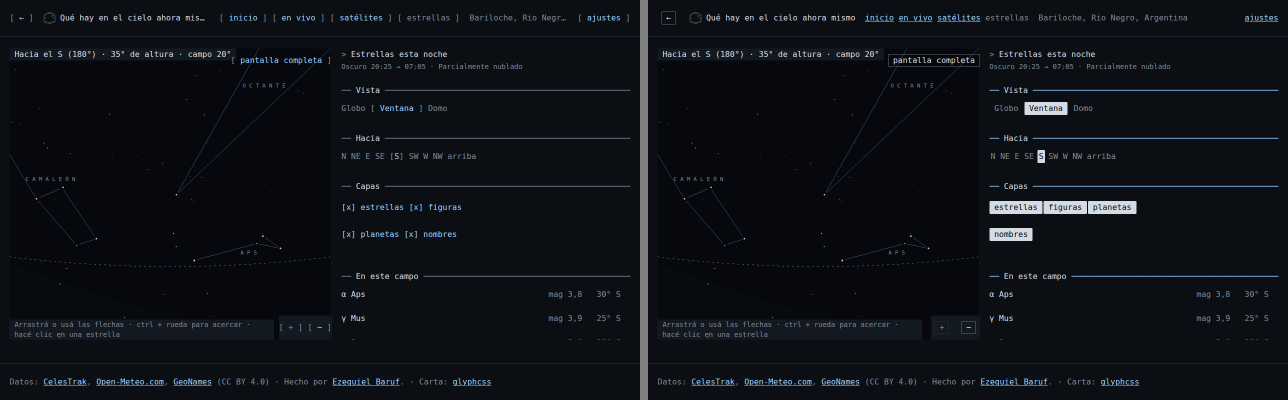 [ ← ] Qué hay en el cielo ahora mis… [ inicio ] [ en vivo ] [ satélites ] [ estrellas ] Bariloche, Río Negr… [ ajustes ]
Hacia el S (180°) · 35° de altura · campo 20°
[ pantalla completa ]
OCTANTE
CAMALEÓN
APS
Arrastrá o usá las flechas · ctrl + rueda para acercar ·
hacé clic en una estrella
[ + ] [ − ]
> Estrellas esta noche
Oscuro 20:25 → 07:05 · Parcialmente nublado
Vista
Globo [ Ventana ] Domo
Hacia
N NE E SE [S] SW W NW arriba
Capas
[x] estrellas [x] figuras
[x] planetas [x] nombres
En este campo
α Aps mag 3,8 30° S
γ Mus mag 3,9 25° S
Datos: CelesTrak, Open-Meteo.com, GeoNames (CC BY 4.0) · Hecho por Ezequiel Baruf. · Carta: glyphcss
← Qué hay en el cielo ahora mismo inicio en vivo satélites estrellas Bariloche, Río Negro, Argentina ajustes
Hacia el S (180°) · 35° de altura · campo 20°
pantalla completa
OCTANTE
CAMALEÓN
APS
Arrastrá o usá las flechas · ctrl + rueda para acercar ·
hacé clic en una estrella
+ −
> Estrellas esta noche
Oscuro 20:25 → 07:05 · Parcialmente nublado
Vista
Globo Ventana Domo
Hacia
N NE E SE S SW W NW arriba
Capas
estrellas figuras planetas
nombres
En este campo
α Aps mag 3,8 30° S
γ Mus mag 3,9 25° S
Datos: CelesTrak, Open-Meteo.com, GeoNames (CC BY 4.0) · Hecho por Ezequiel Baruf. · Carta: glyphcss